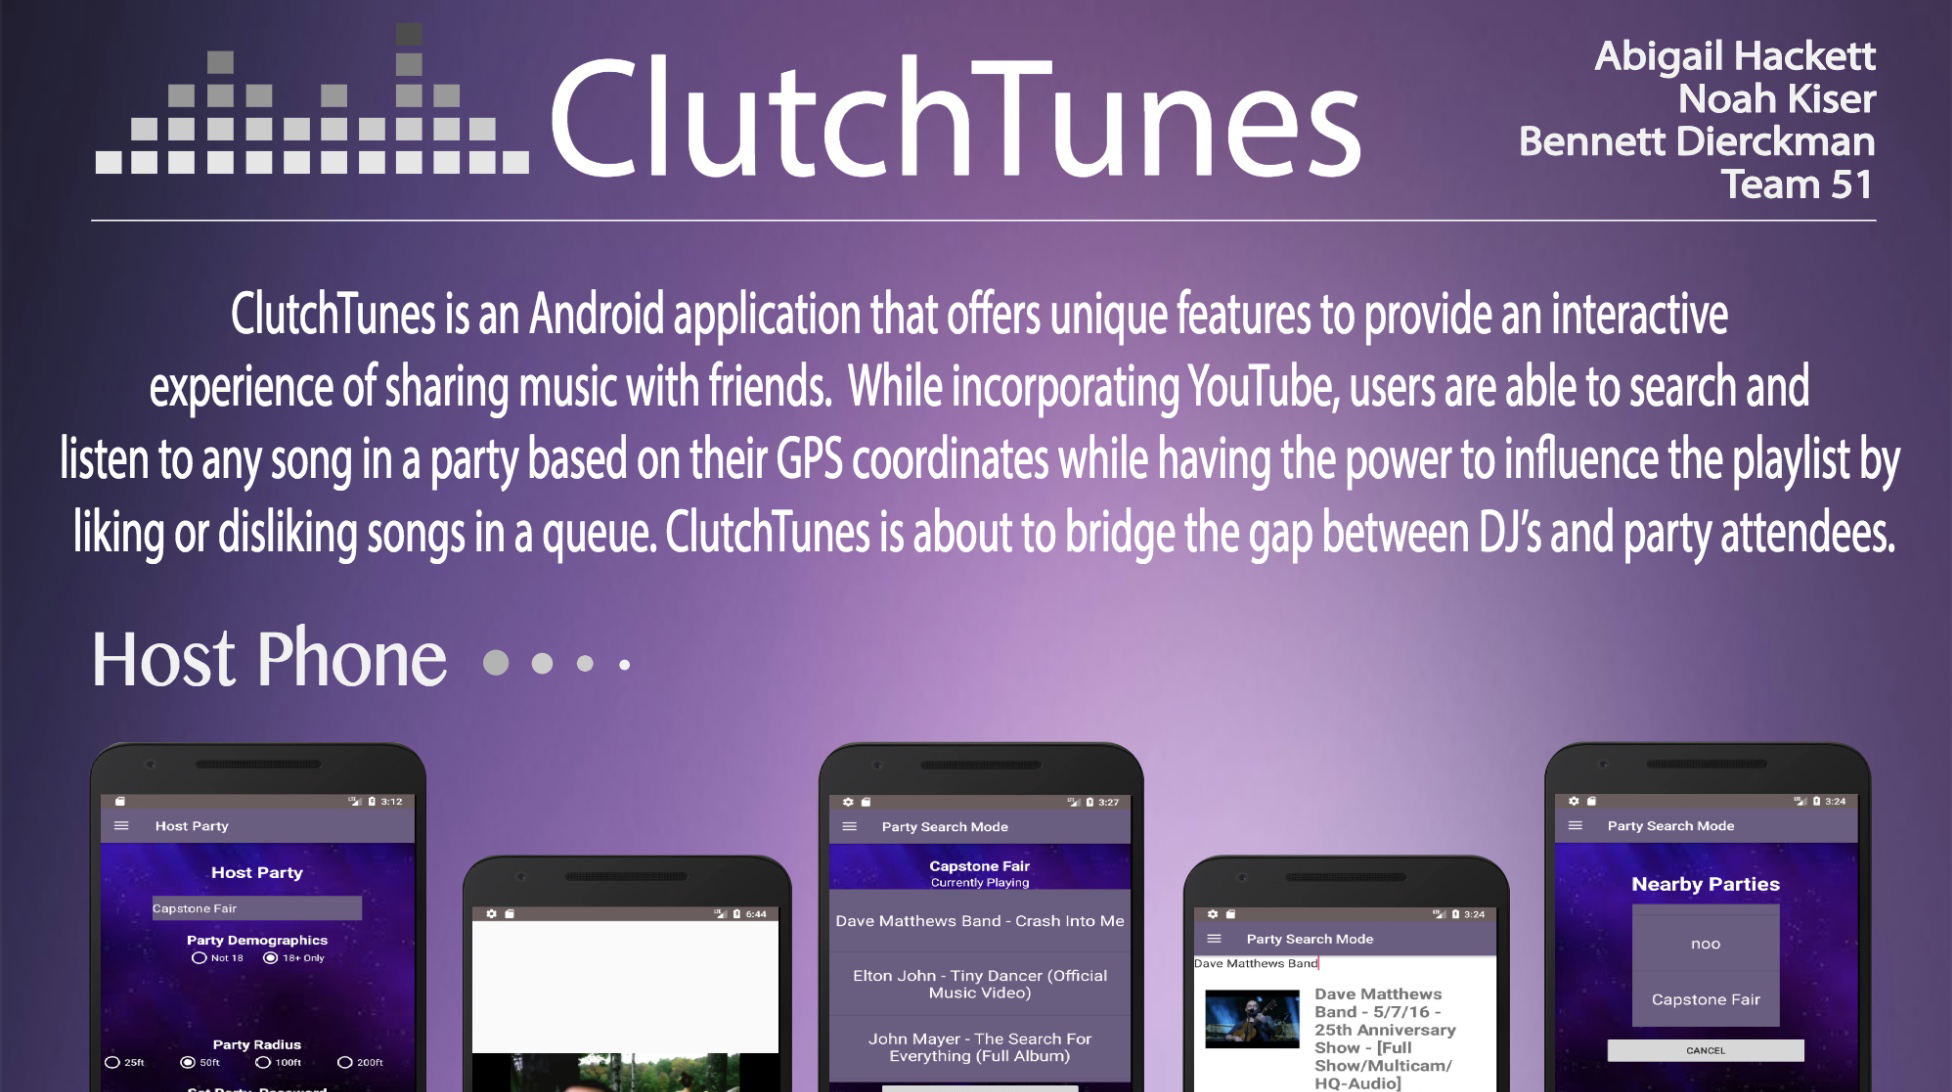 ClutchTunes
Abigail Hackett
Noah Kiser
Bennett Dierckman
Team 51
ClutchTunes is an Android application that offers unique features to provide an interactive
experience of sharing music with friends.  While incorporating YouTube, users are able to search and
listen to any song in a party based on their GPS coordinates while having the power to influence the playlist by
liking or disliking songs in a queue. ClutchTunes is about to bridge the gap between DJ's and party attendees.
Host Phone
3:12
Host Party
Host Party
Capstone Fair
Party Demographics
Not 18 18+ Only
Party Radius
25ft 50ft 100ft 200ft
Set Party Password
6:44
3:27
Party Search Mode
Capstone Fair
Currently Playing
Dave Matthews Band - Crash Into Me
Elton John - Tiny Dancer (Official
Music Video)
John Mayer - The Search For
Everything (Full Album)
3:24
Party Search Mode
Dave Matthews Band
Dave Matthews
Band - 5/7/16 -
25th Anniversary
Show - [Full
Show/Multicam/
HQ-Audio]
3:24
Party Search Mode
Nearby Parties
noo
Capstone Fair
CANCEL